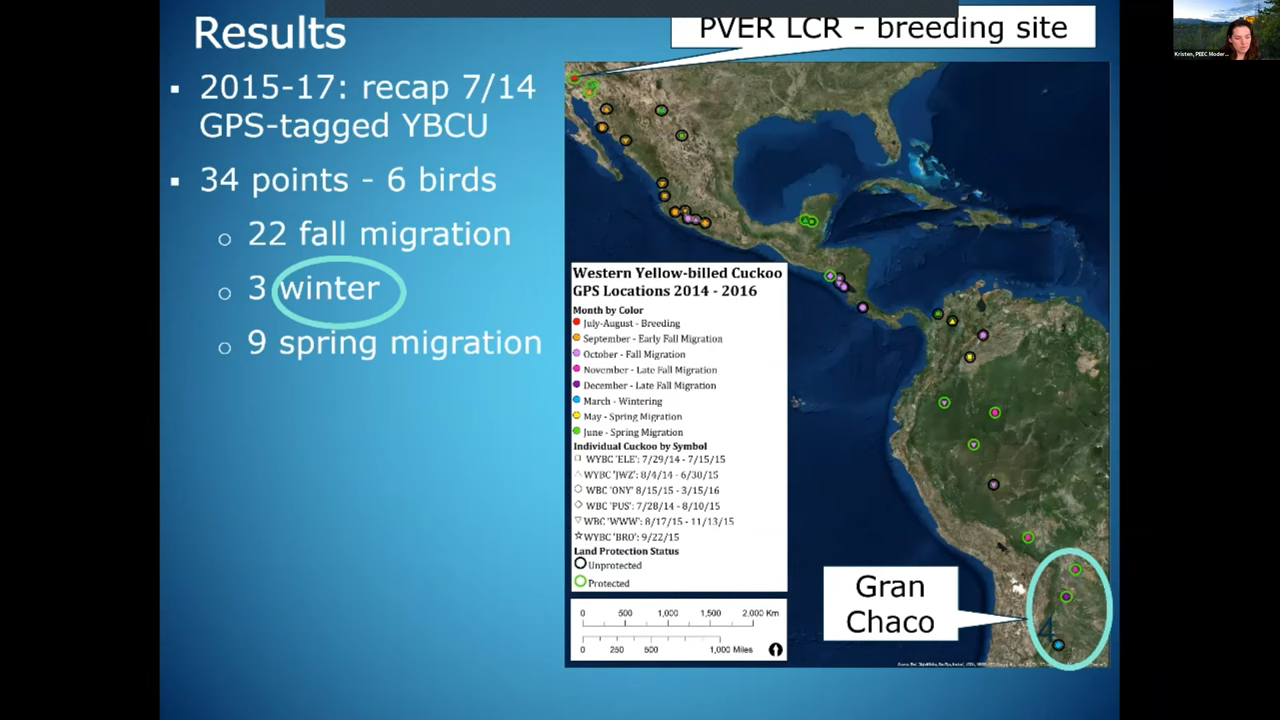 Results
▪ 2015-17: recap 7/14
GPS-tagged YBCU
▪ 34 points - 6 birds
o 22 fall migration
o 3 winter
o 9 spring migration
PVER LCR - breeding site
Kristen, PEEC Moder...
Western Yellow-billed Cuckoo
GPS Locations 2014 - 2016
Month by Color
July-August - Breeding
September - Early Fall Migration
October - Fall Migration
November - Late Fall Migration
December - Late Fall Migration
March - Wintering
May - Spring Migration
June - Spring Migration
Individual Cuckoo by Symbol
WYBC 'ELE': 7/29/14 - 7/15/15
WYBC 'JWZ': 8/4/14 - 6/30/15
WBC 'ONY' 8/15/15 - 3/15/16
WBC 'PUS': 7/28/14 - 8/10/15
WBC 'WWW': 8/17/15 - 11/13/15
WYBC 'BRO': 9/22/15
Land Protection Status
Unprotected
Protected
0 500 1,000 1,500 2,000 Km
0 250 500 1,000 Miles
Gran
Chaco
4